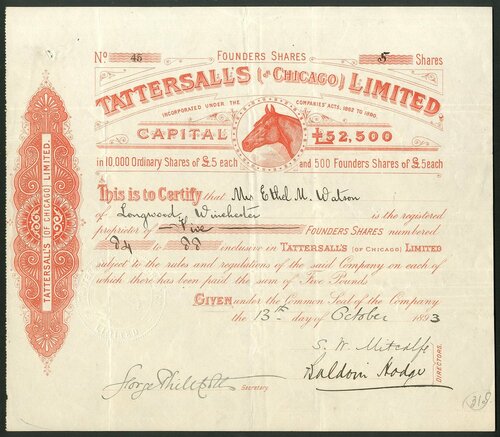 No 45 FOUNDERS SHARES 5 Shares
TATTERSALL'S (OF CHICAGO) LIMITED.
INCORPORATED UNDER THE COMPANIES' ACTS, 1862 TO 1890.
CAPITAL £52,500
in 10,000 Ordinary Shares of £5 each and 500 Founders Shares of £5 each
This is to Certify that Mrs Ethel M. Watson
of Longwood, Winchester is the registered
proprietor Five FOUNDERS SHARES numbered
84 to 88 inclusive in TATTERSALL'S (OF CHICAGO) LIMITED
subject to the rules and regulations of the said Company on each of
which there has been paid the sum of Five Pounds
GIVEN under the Common Seal of the Company
the 13th day of October 1893
S. W. Metcalfe
DIRECTORS.
Secretary.
TATTERSALL'S (OF CHICAGO) LIMITED.